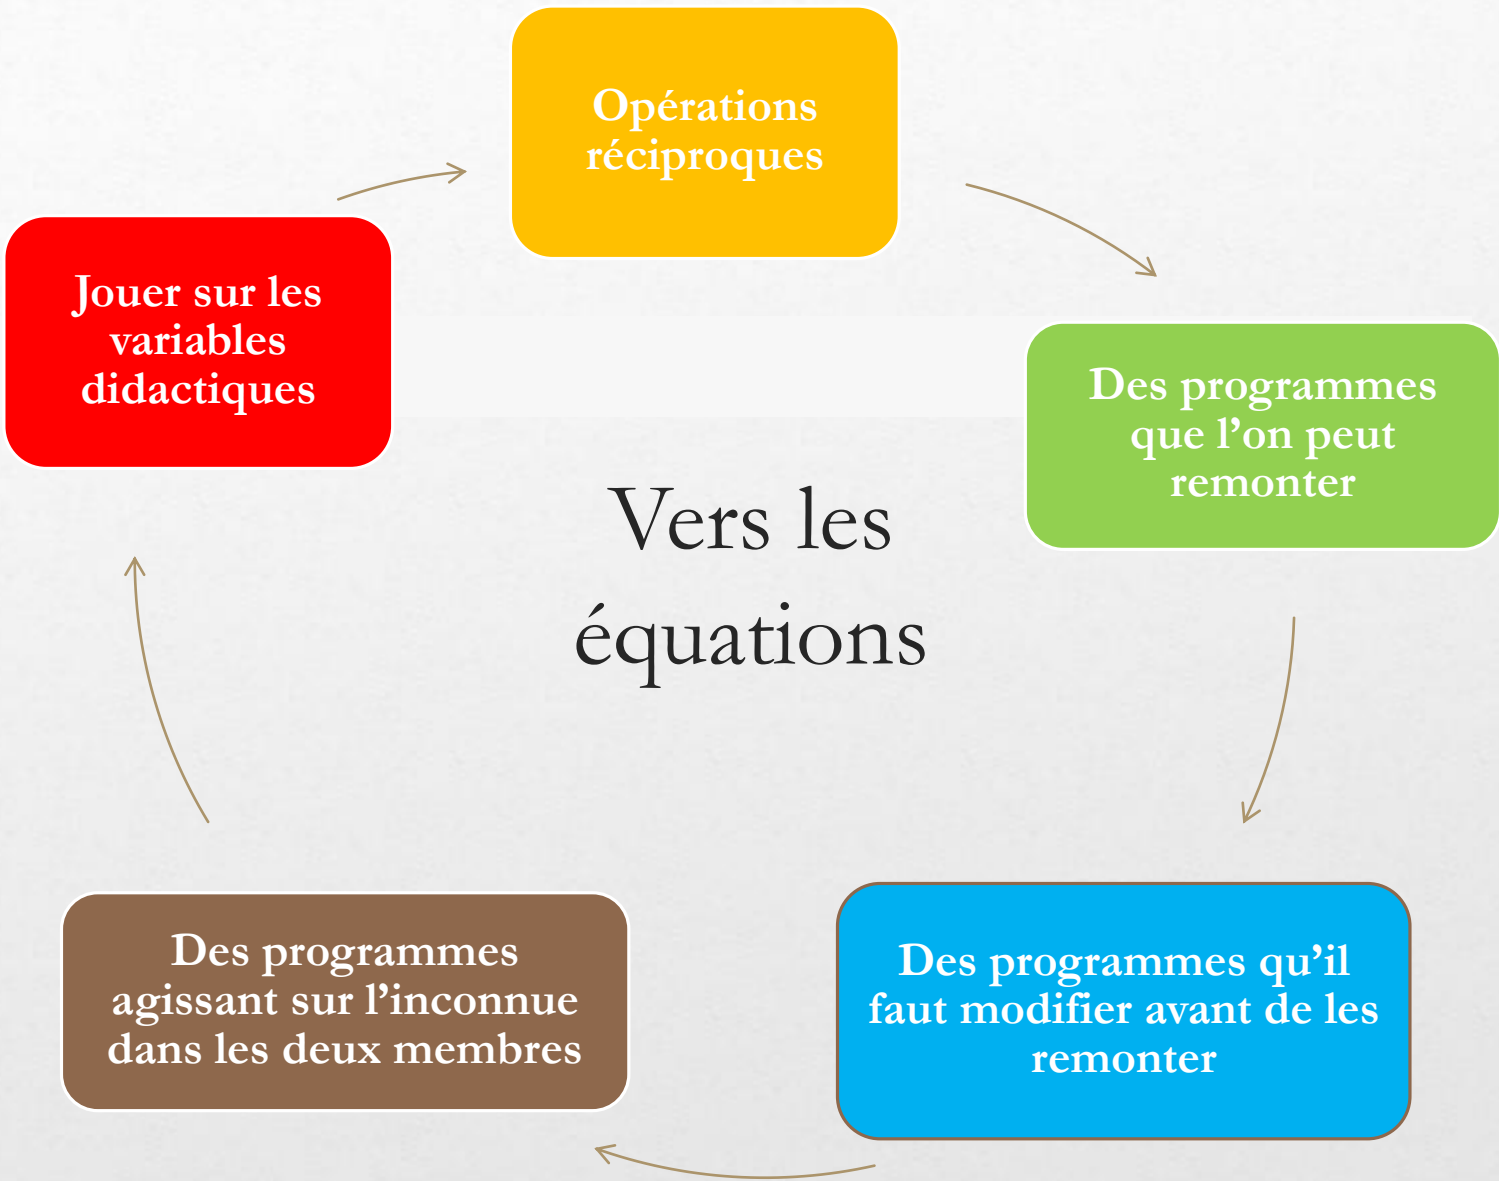 Opérations
réciproques
Des programmes
que l’on peut
remonter
Des programmes qu’il
faut modifier avant de les
remonter
Des programmes
agissant sur l’inconnue
dans les deux membres
Jouer sur les
variables
didactiques
Vers les
équations